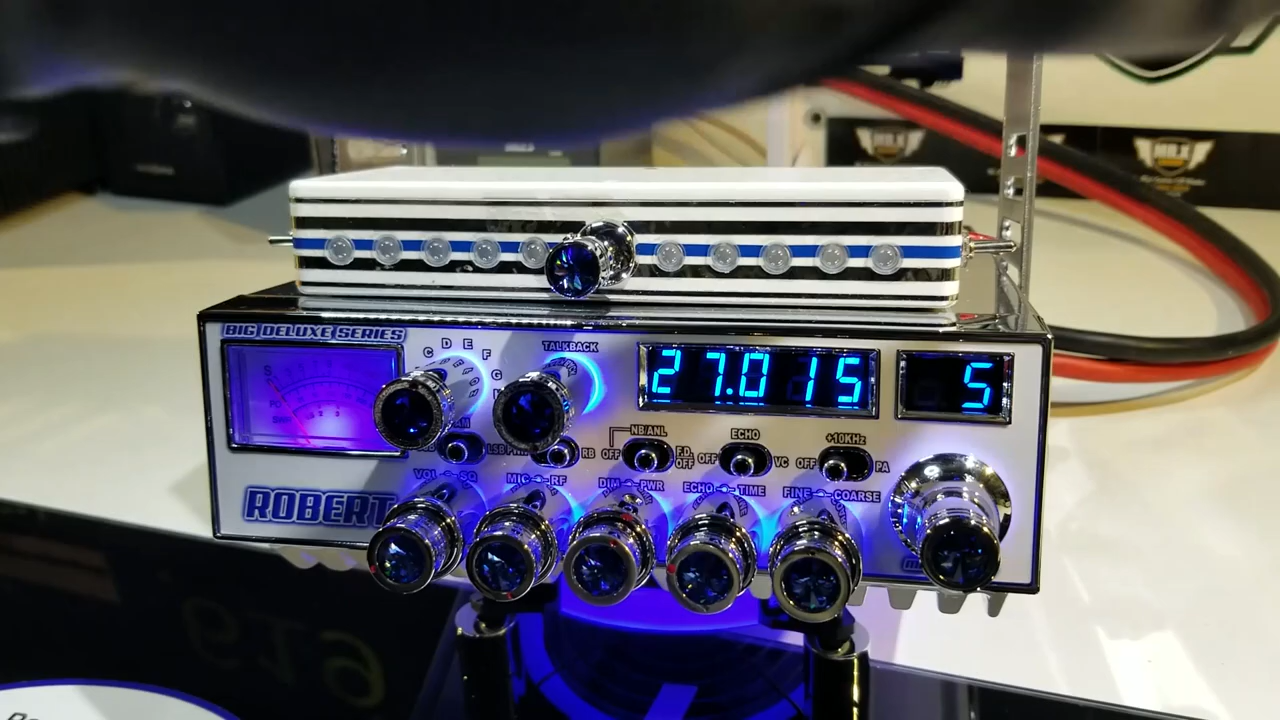 BIG DELUXE SERIES
C D E F G
TALKBACK
27.015
5
S
LSB
RB
NB/ANL
OFF
F.D.
OFF
ECHO
OFF
VC
+10KHz
OFF
PA
ROBERT
VOL SQ
MIC RF
DIM PWR
ECHO TIME
FINE COARSE